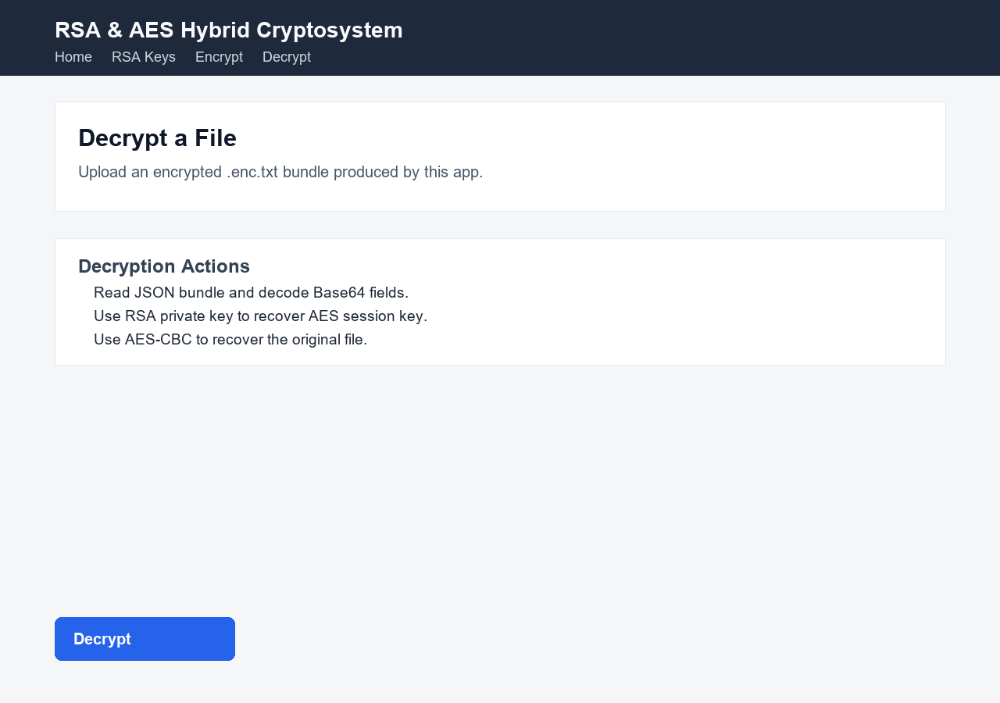 RSA & AES Hybrid Cryptosystem
Home RSA Keys Encrypt Decrypt
Decrypt a File
Upload an encrypted .enc.txt bundle produced by this app.
Decryption Actions
Read JSON bundle and decode Base64 fields.
Use RSA private key to recover AES session key.
Use AES-CBC to recover the original file.
Decrypt